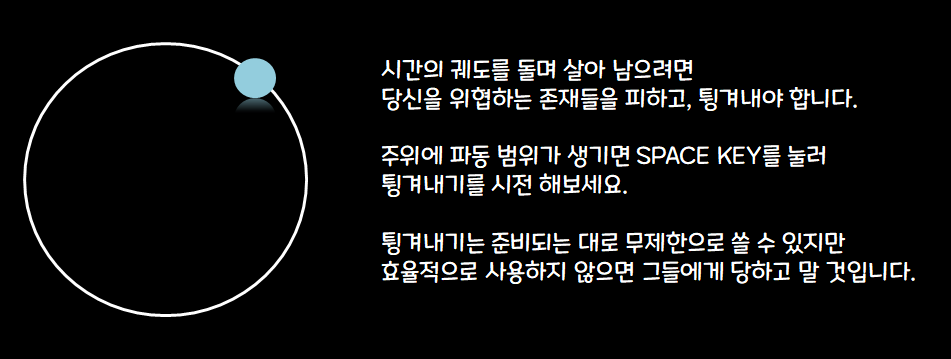 시간의 궤도를 돌며 살아 남으려면
당신을 위협하는 존재들을 피하고, 튕겨내야 합니다.
주위에 파동 범위가 생기면 SPACE KEY를 눌러
튕겨내기를 시전 해보세요.
튕겨내기는 준비되는 대로 무제한으로 쓸 수 있지만
효율적으로 사용하지 않으면 그들에게 당하고 말 것입니다.